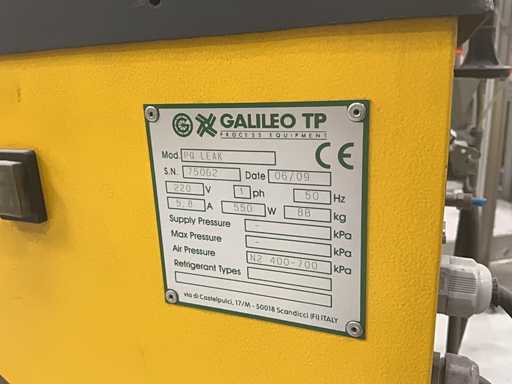 GALILEO TP
PROCESS EQUIPMENT
Mod. PQ LEAK
S.N. 75062 Date 06/09
220 V 1 ph 50 Hz
5,8 A 550 W 88 kg
Supply Pressure - kPa
Max Pressure - kPa
Air Pressure N2 400-700 kPa
Refrigerant Types
via di Castelpulci, 17/M - 50018 Scandicci (Fi) ITALY
CE